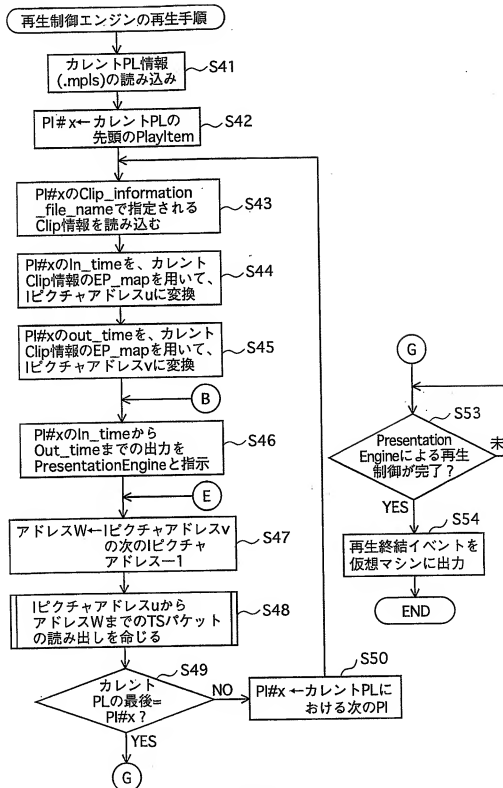 再生制御エンジンの再生手順
カレントPL情報
(.mpls)の読み込み
S41
PI#x←カレントPLの
先頭のPlayItem
S42
PI#xのClip_information
_file_nameで指定される
Clip情報を読み込む
S43
PI#xのIn_timeを、カレント
Clip情報のEP_mapを用いて、
Iピクチャアドレスuに変換
S44
PI#xのout_timeを、カレント
Clip情報のEP_mapを用いて、
Iピクチャアドレスvに変換
S45
B
PI#xのIn_timeから
Out_timeまでの出力を
PresentationEngineと指示
S46
E
アドレスW←Iピクチャアドレスv
の次のIピクチャ
アドレスー1
S47
Iピクチャアドレスuから
アドレスWまでのTSパケット
の読み出しを命じる
S48
S49
カレント
PLの最後=
PI#x?
NO
YES
G
S50
PI#x←カレントPLに
おける次のPI
G
S53
Presentation
Engineによる再生
制御が完了?
未
YES
S54
再生終結イベントを
仮想マシンに出力
END